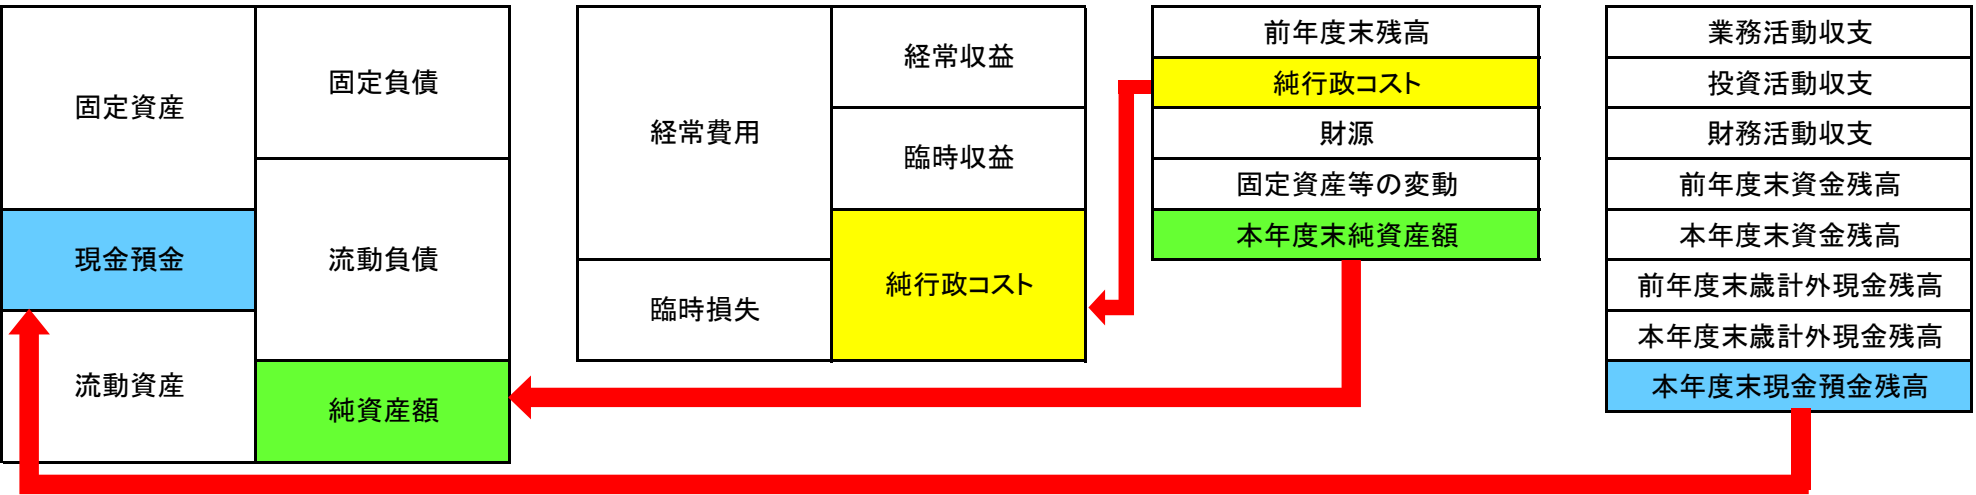 固定資産
現金預金
流動資産
固定負債
流動負債
純資産額
経常費用
臨時損失
経常収益
臨時収益
純行政コスト
前年度末残高
純行政コスト
財源
固定資産等の変動
本年度末純資産額
業務活動収支
投資活動収支
財務活動収支
前年度末資金残高
本年度末資金残高
前年度末歳計外現金残高
本年度末歳計外現金残高
本年度末現金預金残高